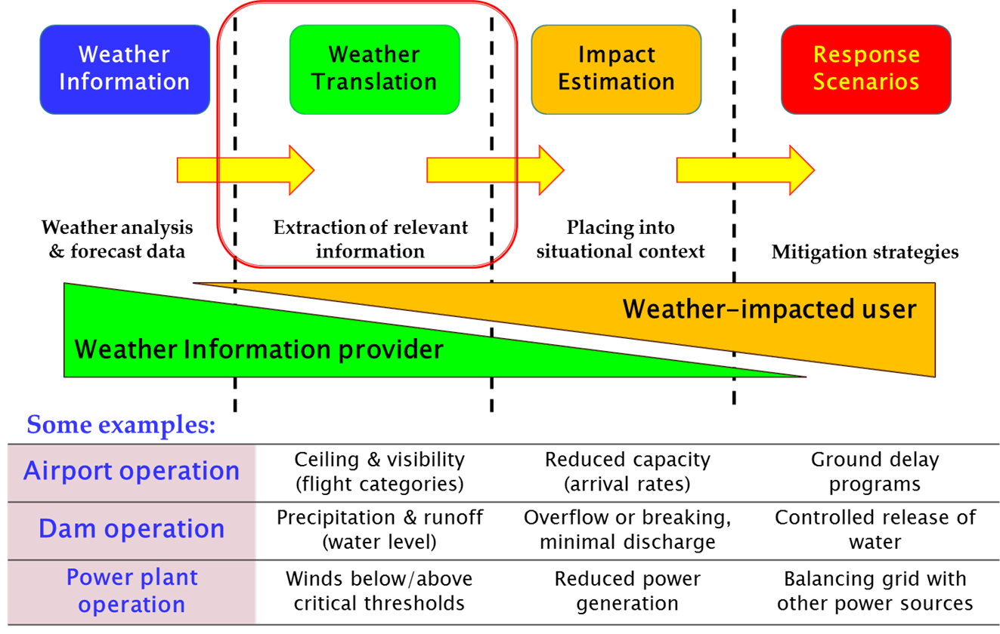 Weather
Information
Weather
Translation
Impact
Estimation
Response
Scenarios
Weather analysis
& forecast data
Extraction of relevant
information
Placing into
situational context
Mitigation strategies
Weather-impacted user
Weather Information provider
Some examples:
Airport operation
Ceiling & visibility
(flight categories)
Reduced capacity
(arrival rates)
Ground delay
programs
Dam operation
Precipitation & runoff
(water level)
Overflow or breaking,
minimal discharge
Controlled release of
water
Power plant
operation
Winds below/above
critical thresholds
Reduced power
generation
Balancing grid with
other power sources